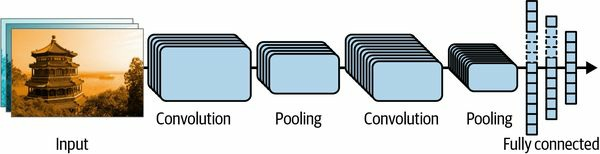 Input
Convolution
Pooling
Convolution
Pooling
Fully connected